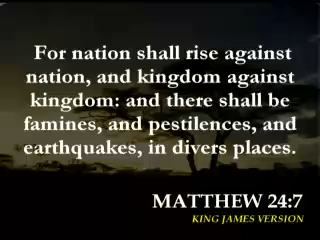 For nation shall rise against
nation, and kingdom against
kingdom: and there shall be
famines, and pestilences, and
earthquakes, in divers places.
MATTHEW 24:7
KING JAMES VERSION